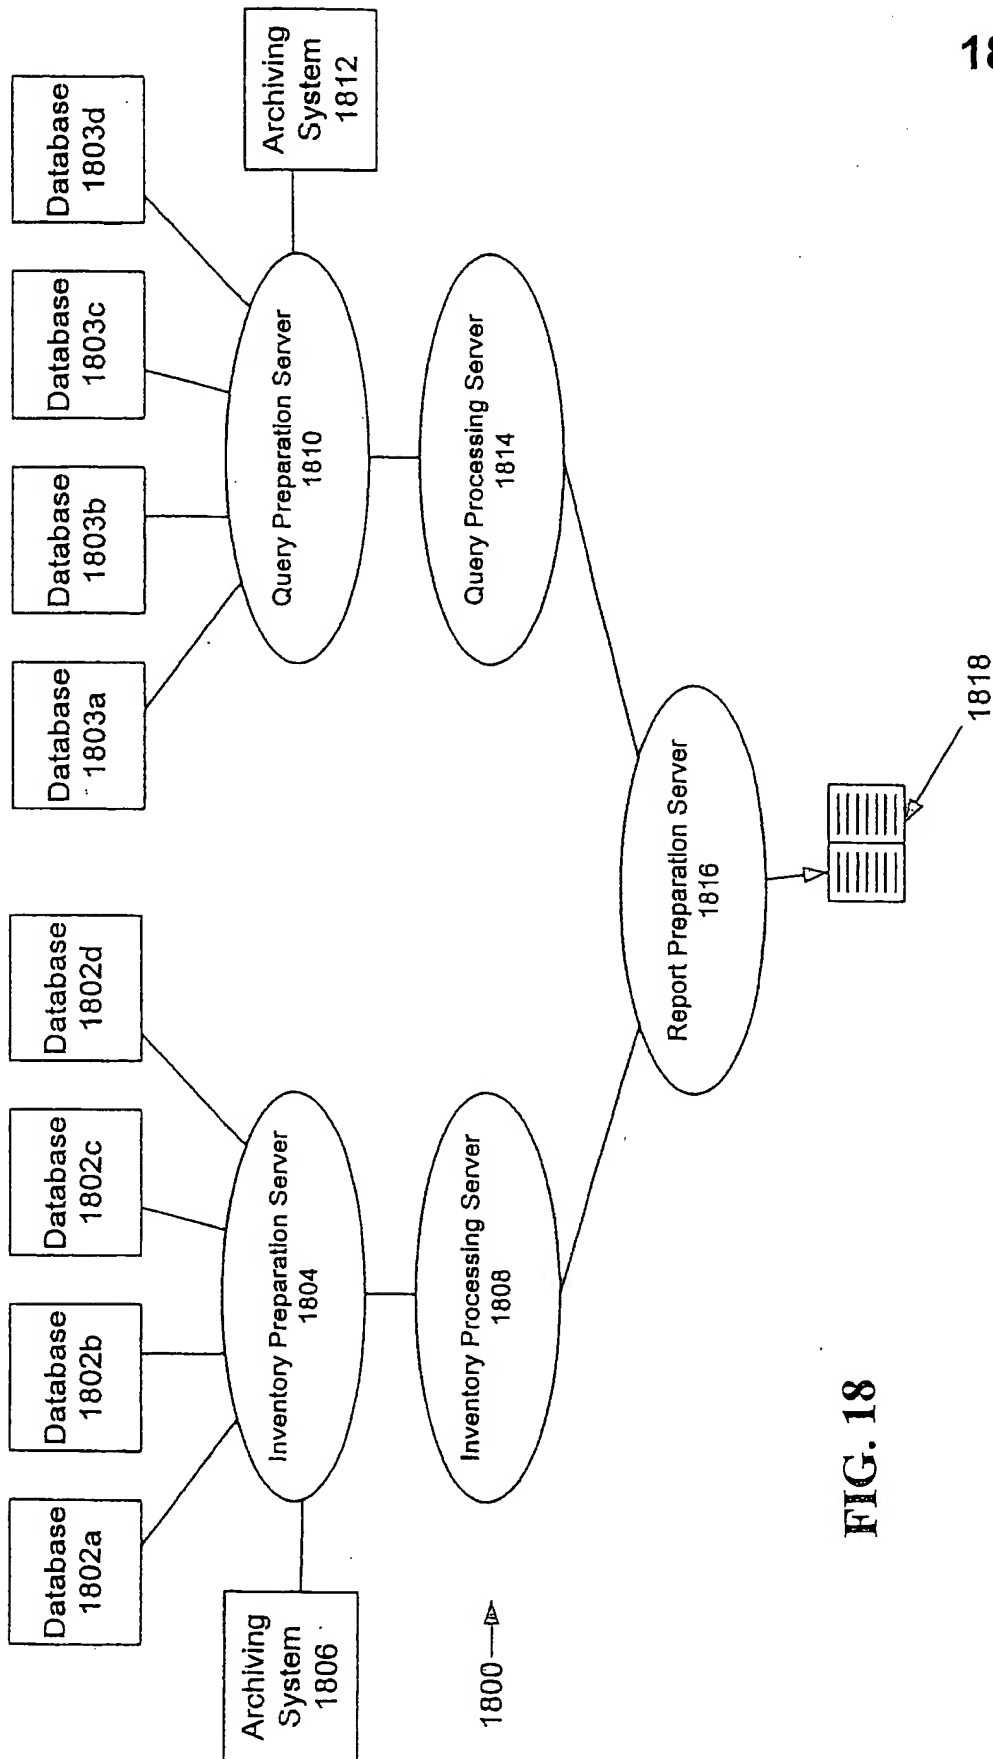 Database
1802a
Database
1802b
Database
1802c
Database
1802d
Database
1803a
Database
1803b
Database
1803c
Database
1803d
Archiving
System
1806
Inventory Preparation Server
1804
Query Preparation Server
1810
Archiving
System
1812
1800
Inventory Processing Server
1808
Query Processing Server
1814
Report Preparation Server
1816
1818
FIG. 18